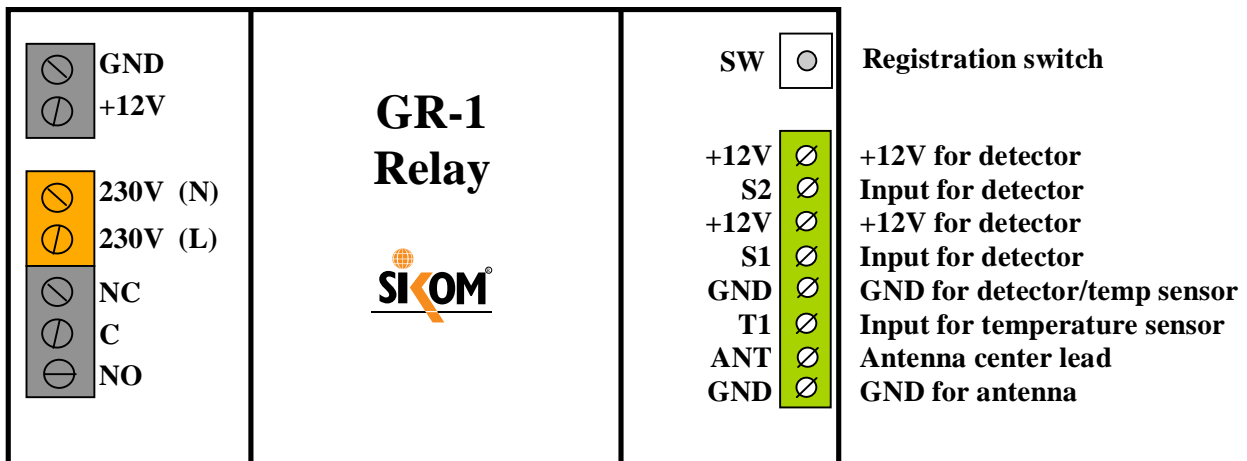 GND
+12V
230V (N)
230V (L)
NC
C
NO
GR-1
Relay
SIKOM®
SW Registration switch
+12V +12V for detector
S2 Input for detector
+12V +12V for detector
S1 Input for detector
GND GND for detector/temp sensor
T1 Input for temperature sensor
ANT Antenna center lead
GND GND for antenna